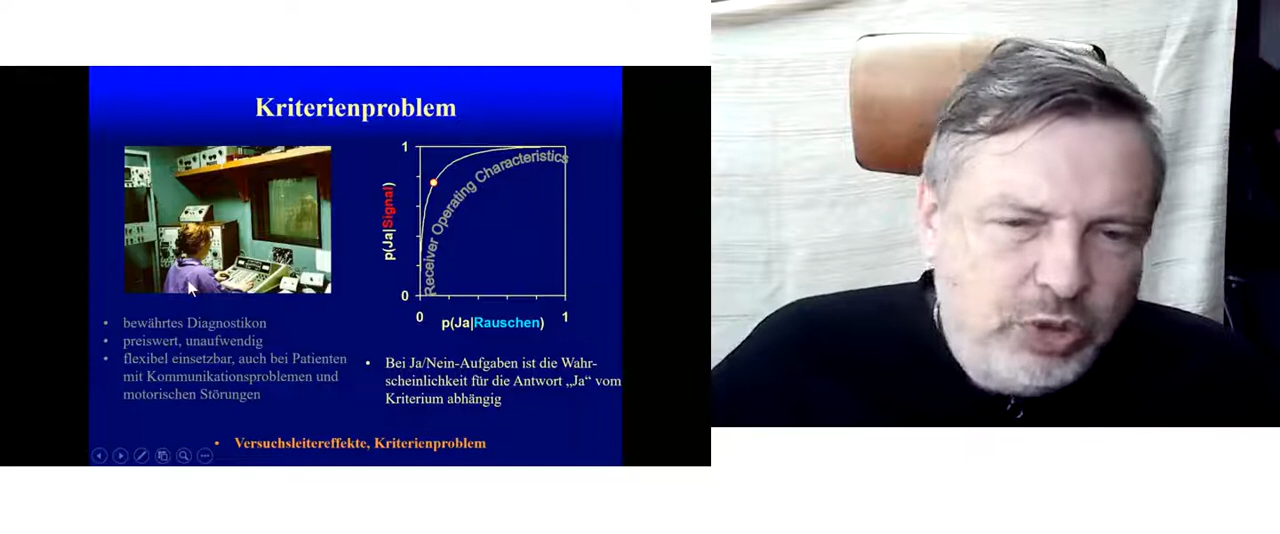 Kriterienproblem
1
p(Ja|Signal)
Receiver Operating Characteristics
0
0
1
p(Ja|Rauschen)
• bewährtes Diagnostikon
• preiswert, unaufwendig
• flexibel einsetzbar, auch bei Patienten
mit Kommunikationsproblemen und
motorischen Störungen
• Bei Ja/Nein-Aufgaben ist die Wahr-
scheinlichkeit für die Antwort „Ja“ vom
Kriterium abhängig
• Versuchsleitereffekte, Kriterienproblem